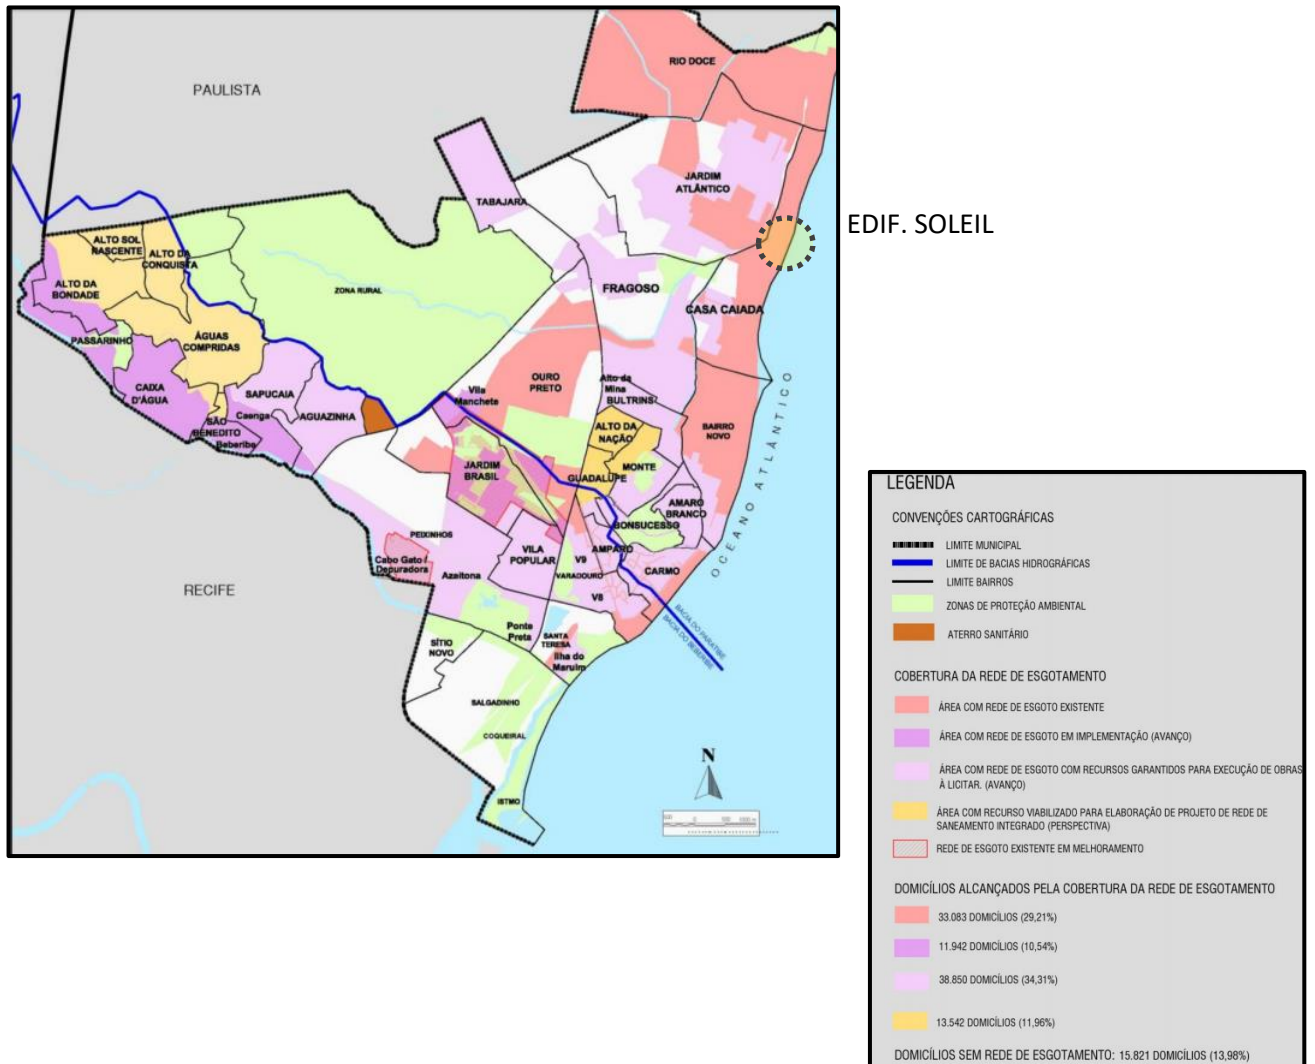 PAULISTA
RIO DOCE
JARDIM
ATLÂNTICO
TABAJARA
EDIF. SOLEIL
ALTO SOL
NASCENTE
ALTO DA
CONQUISTA
ALTO DA
BONDADE
ZONA RURAL
FRAGOSO
CASA CAIADA
PASSARINHO
ÁGUAS
COMPRIDAS
CAIXA
D'ÁGUA
SAPUCAIA
Caenga
AGUAZINHA
SÃO
BENEDITO
Beberibe
OURO
PRETO
Vila
Manchete
Alto da
Mina
BULTRINS
ALTO DA
NAÇÃO
BAIRRO
NOVO
JARDIM
BRASIL
GUADALUPE
MONTE
AMARO
BRANCO
BONSUCESSO
OCEANO ATLÂNTICO
PEIXINHOS
Cabo Gato /
Depuradora
VILA
POPULAR
V9
AMPARO
VARADOURO
CARMO
Azeitona
V8
RECIFE
BACIA DO PARATIBE
BACIA DO BEBERIBE
Ponte
Preta
SANTA
TERESA
Ilha do
Maruim
SÍTIO
NOVO
SALGADINHO
COQUEIRAL
ISTMO
N
LEGENDA
CONVENÇÕES CARTOGRÁFICAS
LIMITE MUNICIPAL
LIMITE DE BACIAS HIDROGRÁFICAS
LIMITE BAIRROS
ZONAS DE PROTEÇÃO AMBIENTAL
ATERRO SANITÁRIO
COBERTURA DA REDE DE ESGOTAMENTO
ÁREA COM REDE DE ESGOTO EXISTENTE
ÁREA COM REDE DE ESGOTO EM IMPLEMENTAÇÃO (AVANÇO)
ÁREA COM REDE DE ESGOTO COM RECURSOS GARANTIDOS PARA EXECUÇÃO DE OBRAS
À LICITAR. (AVANÇO)
ÁREA COM RECURSO VIABILIZADO PARA ELABORAÇÃO DE PROJETO DE REDE DE
SANEAMENTO INTEGRADO (PERSPECTIVA)
REDE DE ESGOTO EXISTENTE EM MELHORAMENTO
DOMICÍLIOS ALCANÇADOS PELA COBERTURA DA REDE DE ESGOTAMENTO
33.083 DOMICÍLIOS (29,21%)
11.942 DOMICÍLIOS (10,54%)
38.850 DOMICÍLIOS (34,31%)
13.542 DOMICÍLIOS (11,96%)
DOMICÍLIOS SEM REDE DE ESGOTAMENTO: 15.821 DOMICÍLIOS (13,98%)